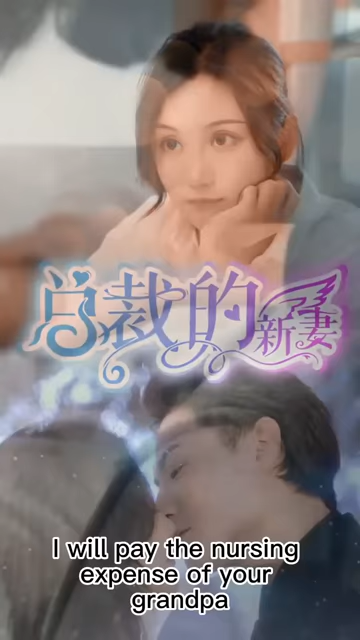 总裁的新妻
I will pay the nursing
expense of your
grandpa